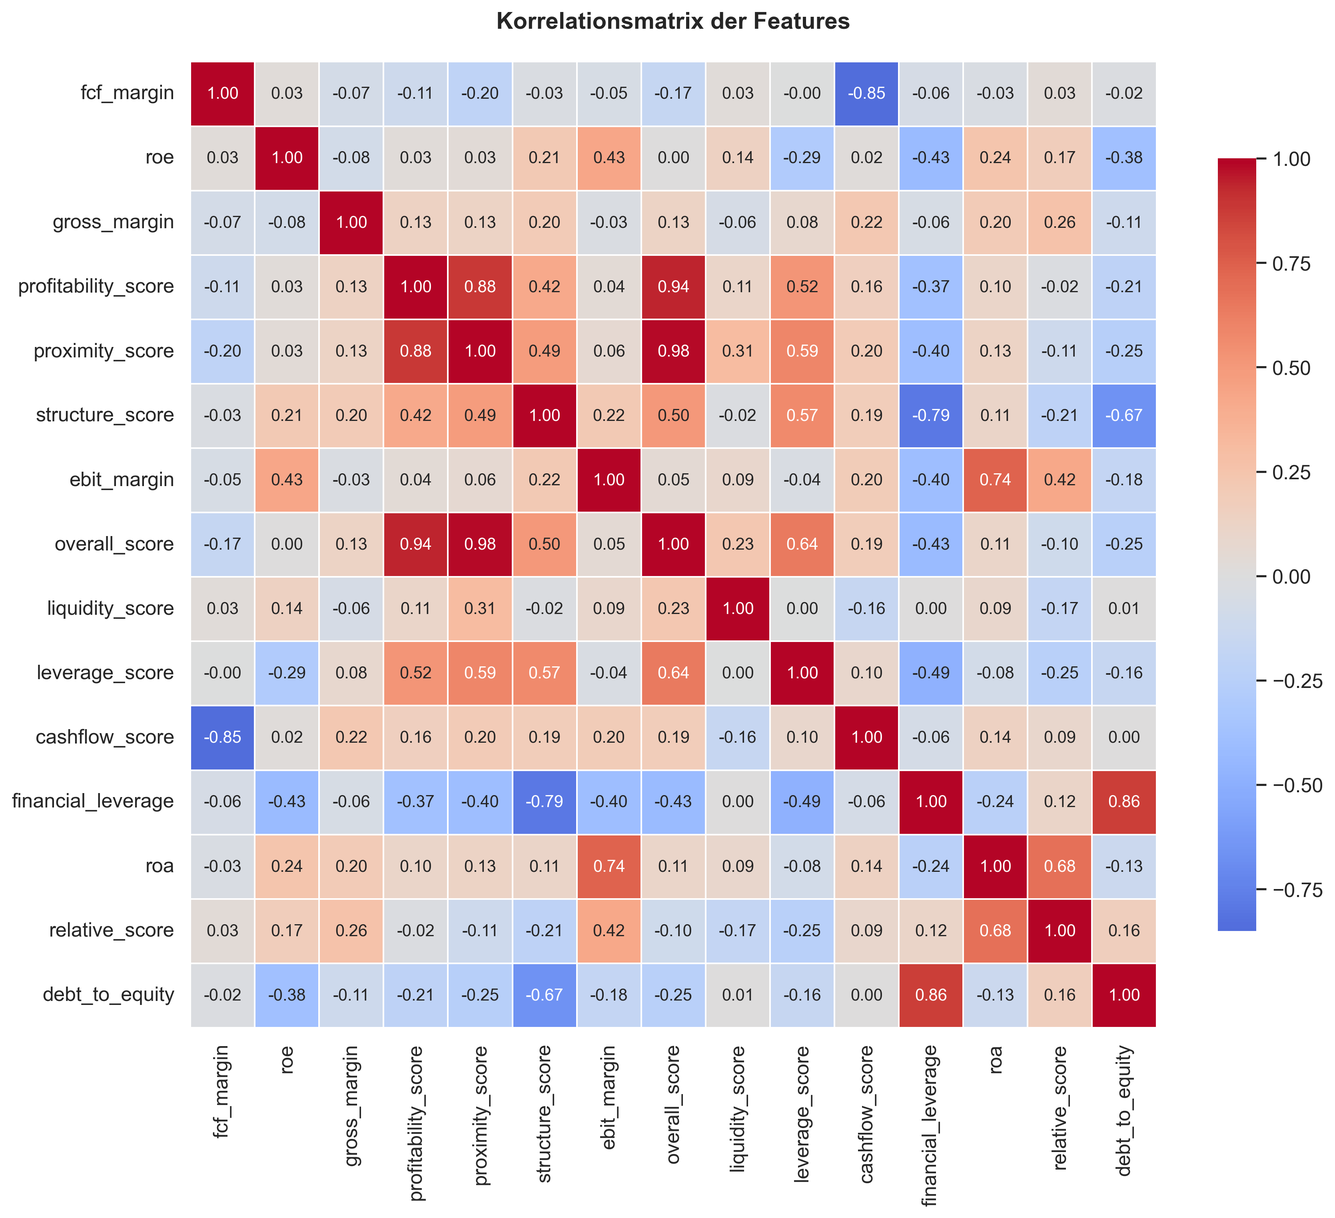 Korrelationsmatrix der Features
fcf_margin 1.00 0.03 -0.07 -0.11 -0.20 -0.03 -0.05 -0.17 0.03 -0.00 -0.85 -0.06 -0.03 0.03 -0.02
roe 0.03 1.00 -0.08 0.03 0.03 0.21 0.43 0.00 0.14 -0.29 0.02 -0.43 0.24 0.17 -0.38
gross_margin -0.07 -0.08 1.00 0.13 0.13 0.20 -0.03 0.13 -0.06 0.08 0.22 -0.06 0.20 0.26 -0.11
profitability_score -0.11 0.03 0.13 1.00 0.88 0.42 0.04 0.94 0.11 0.52 0.16 -0.37 0.10 -0.02 -0.21
proximity_score -0.20 0.03 0.13 0.88 1.00 0.49 0.06 0.98 0.31 0.59 0.20 -0.40 0.13 -0.11 -0.25
structure_score -0.03 0.21 0.20 0.42 0.49 1.00 0.22 0.50 -0.02 0.57 0.19 -0.79 0.11 -0.21 -0.67
ebit_margin -0.05 0.43 -0.03 0.04 0.06 0.22 1.00 0.05 0.09 -0.04 0.20 -0.40 0.74 0.42 -0.18
overall_score -0.17 0.00 0.13 0.94 0.98 0.50 0.05 1.00 0.23 0.64 0.19 -0.43 0.11 -0.10 -0.25
liquidity_score 0.03 0.14 -0.06 0.11 0.31 -0.02 0.09 0.23 1.00 0.00 -0.16 0.00 0.09 -0.17 0.01
leverage_score -0.00 -0.29 0.08 0.52 0.59 0.57 -0.04 0.64 0.00 1.00 0.10 -0.49 -0.08 -0.25 -0.16
cashflow_score -0.85 0.02 0.22 0.16 0.20 0.19 0.20 0.19 -0.16 0.10 1.00 -0.06 0.14 0.09 0.00
financial_leverage -0.06 -0.43 -0.06 -0.37 -0.40 -0.79 -0.40 -0.43 0.00 -0.49 -0.06 1.00 -0.24 0.12 0.86
roa -0.03 0.24 0.20 0.10 0.13 0.11 0.74 0.11 0.09 -0.08 0.14 -0.24 1.00 0.68 -0.13
relative_score 0.03 0.17 0.26 -0.02 -0.11 -0.21 0.42 -0.10 -0.17 -0.25 0.09 0.12 0.68 1.00 0.16
debt_to_equity -0.02 -0.38 -0.11 -0.21 -0.25 -0.67 -0.18 -0.25 0.01 -0.16 0.00 0.86 -0.13 0.16 1.00
fcf_margin
roe
gross_margin
profitability_score
proximity_score
structure_score
ebit_margin
overall_score
liquidity_score
leverage_score
cashflow_score
financial_leverage
roa
relative_score
debt_to_equity
1.00
0.75
0.50
0.25
0.00
−0.25
−0.50
−0.75